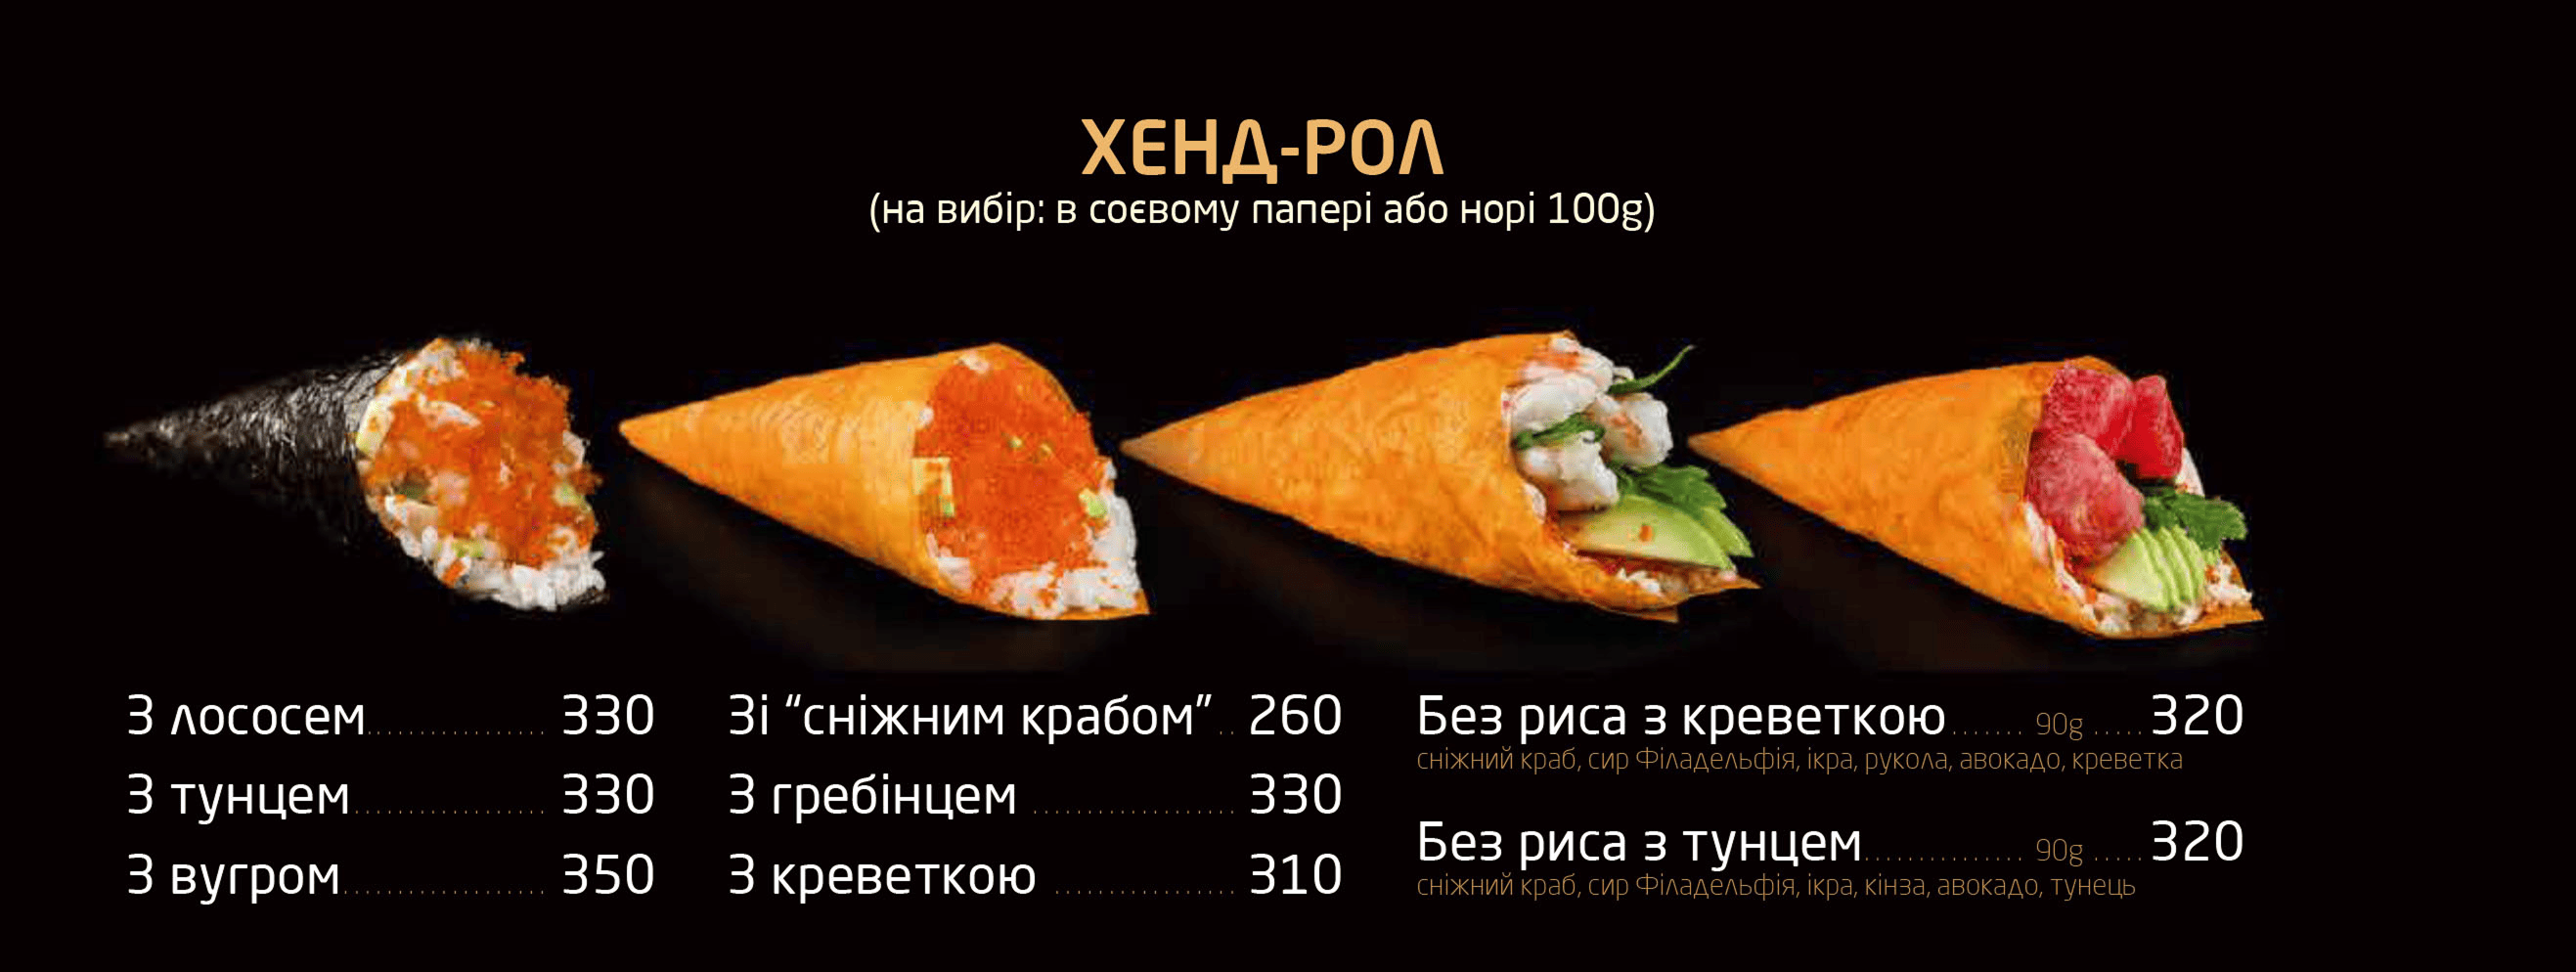 ХЕНД-РОЛ
(на вибір: в соєвому папері або норі 100g)
З лососем................. 330
З тунцем.................. 330
З вугром................... 350
Зі “сніжним крабом” .. 260
З гребінцем ................... 330
З креветкою ................. 310
Без риса з креветкою ....... 90g ..... 320
сніжний краб, сир Філадельфія, ікра, рукола, авокадо, креветка
Без риса з тунцем ............... 90g ..... 320
сніжний краб, сир Філадельфія, ікра, кінза, авокадо, тунець